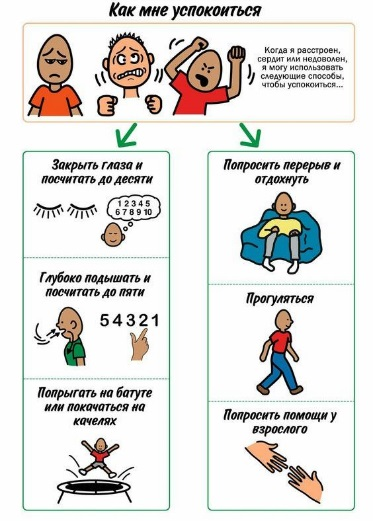 Как мне успокоиться
Когда я расстроен,
сердит или недоволен,
я могу использовать
следующие способы,
чтобы успокоиться...
Закрыть глаза и
посчитать до десяти
1 2 3 4 5
6 7 8 9 10
Глубоко подышать и
посчитать до пяти
5 4 3 2 1
Попрыгать на батуте
или покачаться на
качелях
Попросить перерыв и
отдохнуть
Прогуляться
Попросить помощи у
взрослого